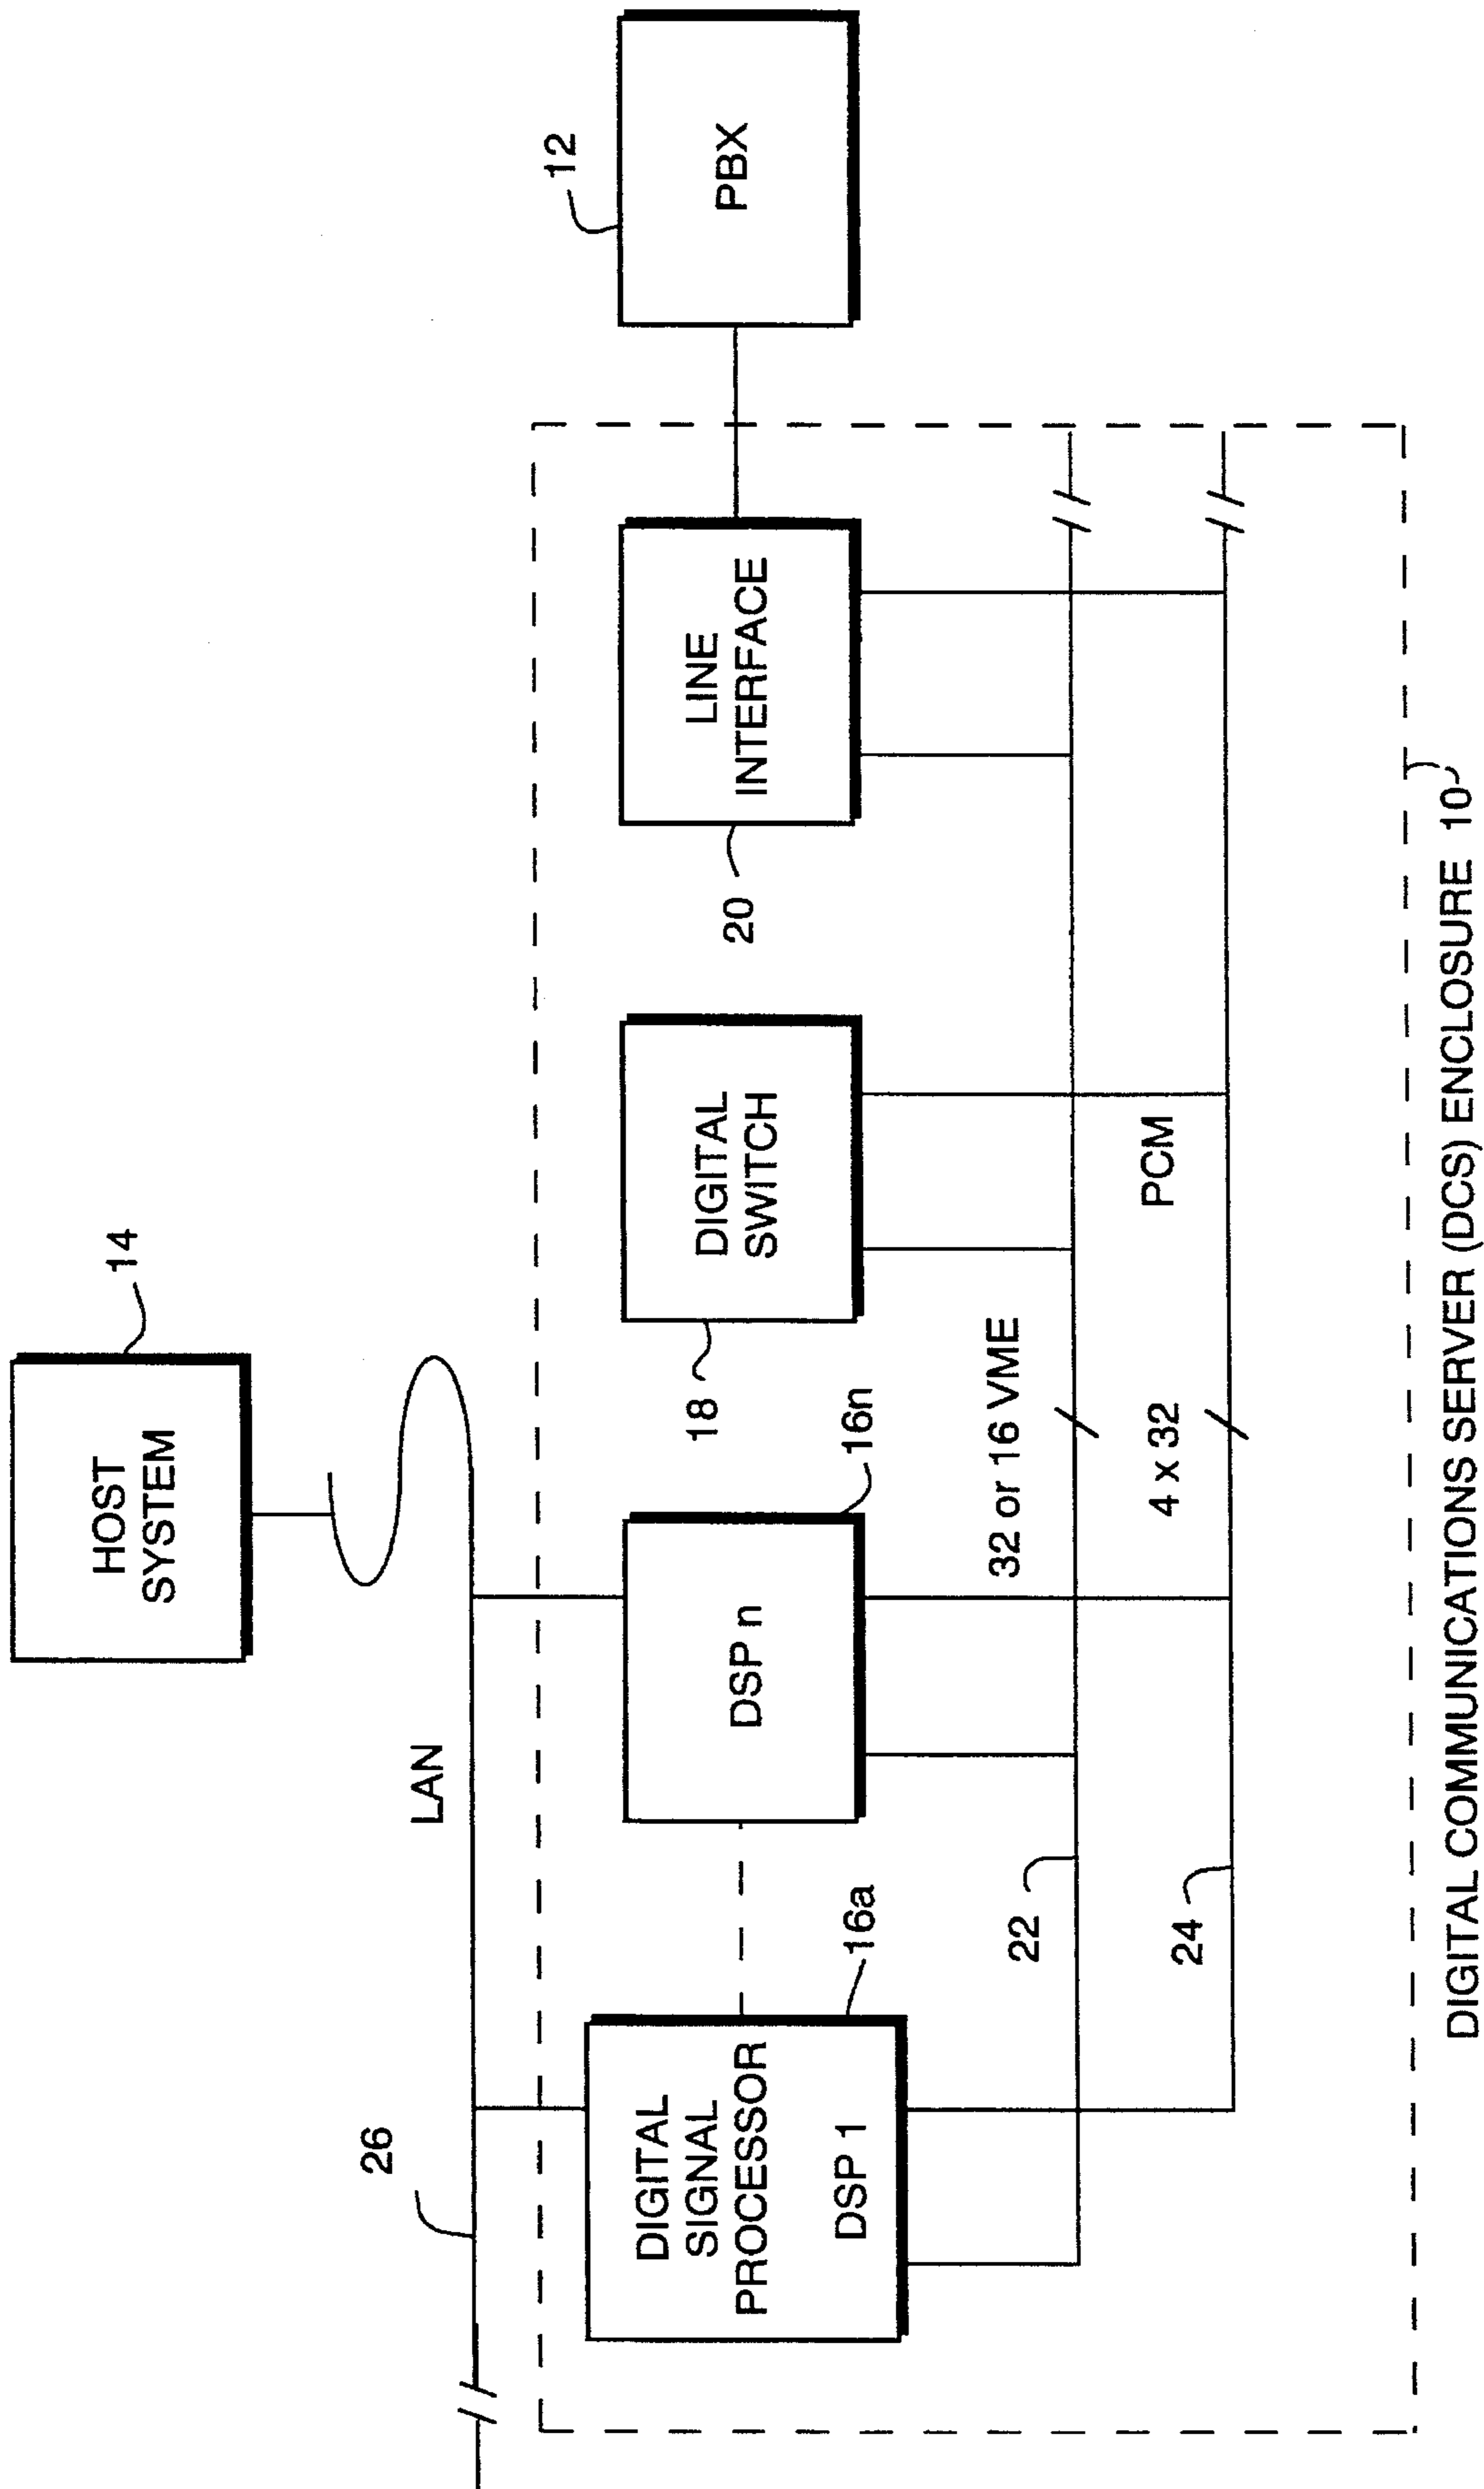 HOST
SYSTEM
14
26
LAN
12
DIGITAL
SIGNAL
PROCESSOR
DSP 1
16a
DSP n
16n
DIGITAL
SWITCH
18
LINE
INTERFACE
20
PBX
22
32 or 16 VME
24
4 x 32
PCM
DIGITAL COMMUNICATIONS SERVER (DCS) ENCLOSURE 10